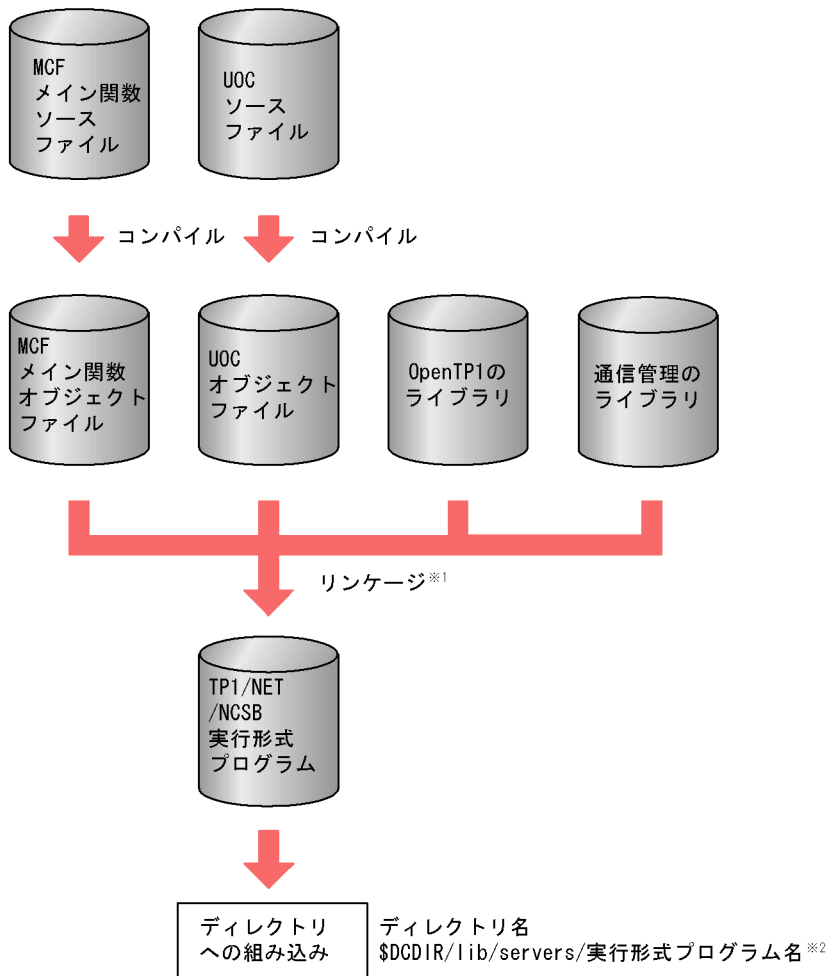 MCF
メイン関数
ソース
ファイル
UOC
ソース
ファイル
コンパイル
コンパイル
MCF
メイン関数
オブジェクト
ファイル
UOC
オブジェクト
ファイル
OpenTP1の
ライブラリ
通信管理の
ライブラリ
リンケージ※1
TP1/NET
/NCSB
実行形式
プログラム
ディレクトリ
への組み込み
ディレクトリ名
$DCDIR/lib/servers/実行形式プログラム名※2